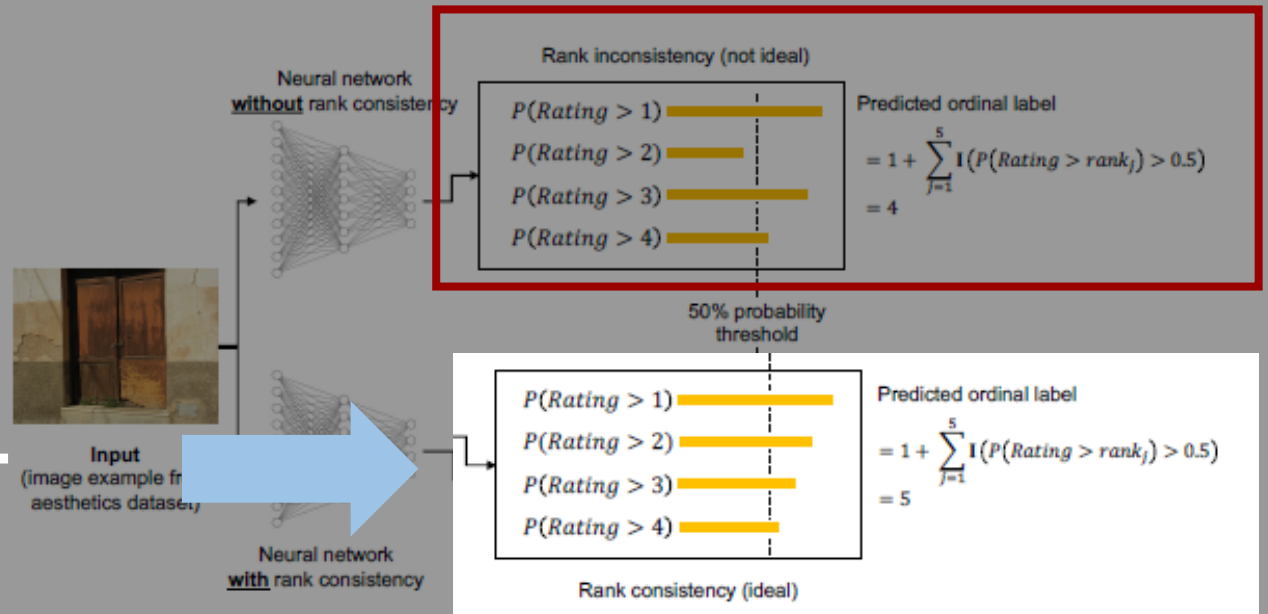 Rank inconsistency (not ideal)
Neural network
without rank consistency
P(Rating > 1)
P(Rating > 2)
P(Rating > 3)
P(Rating > 4)
Predicted ordinal label
= 1 + ∑_{j=1}^{5} 𝐈(P(Rating > rank_j) > 0.5)
= 4
50% probability
threshold
Input
(image example
aesthetics dataset)
Neural network
with rank consistency
P(Rating > 1)
P(Rating > 2)
P(Rating > 3)
P(Rating > 4)
Predicted ordinal label
= 1 + ∑_{j=1}^{5} 𝐈(P(Rating > rank_j) > 0.5)
= 5
Rank consistency (ideal)